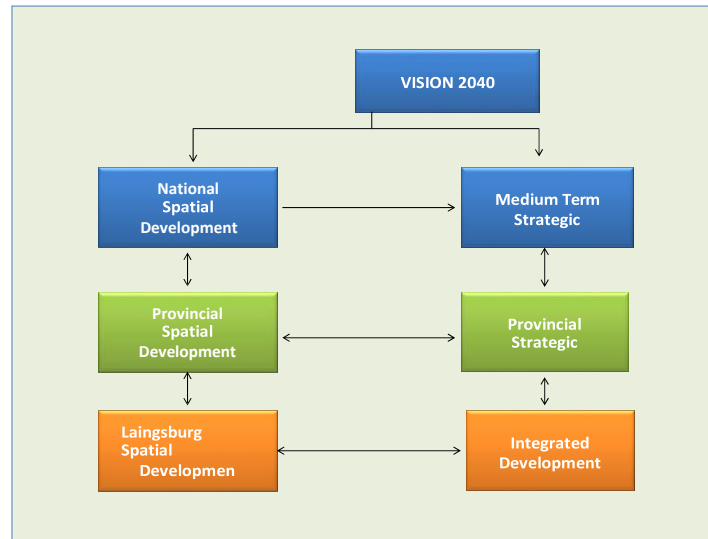 VISION 2040
National
Spatial
Development
Medium Term
Strategic
Provincial
Spatial
Development
Provincial
Strategic
Laingsburg
Spatial
Developmen
Integrated
Development